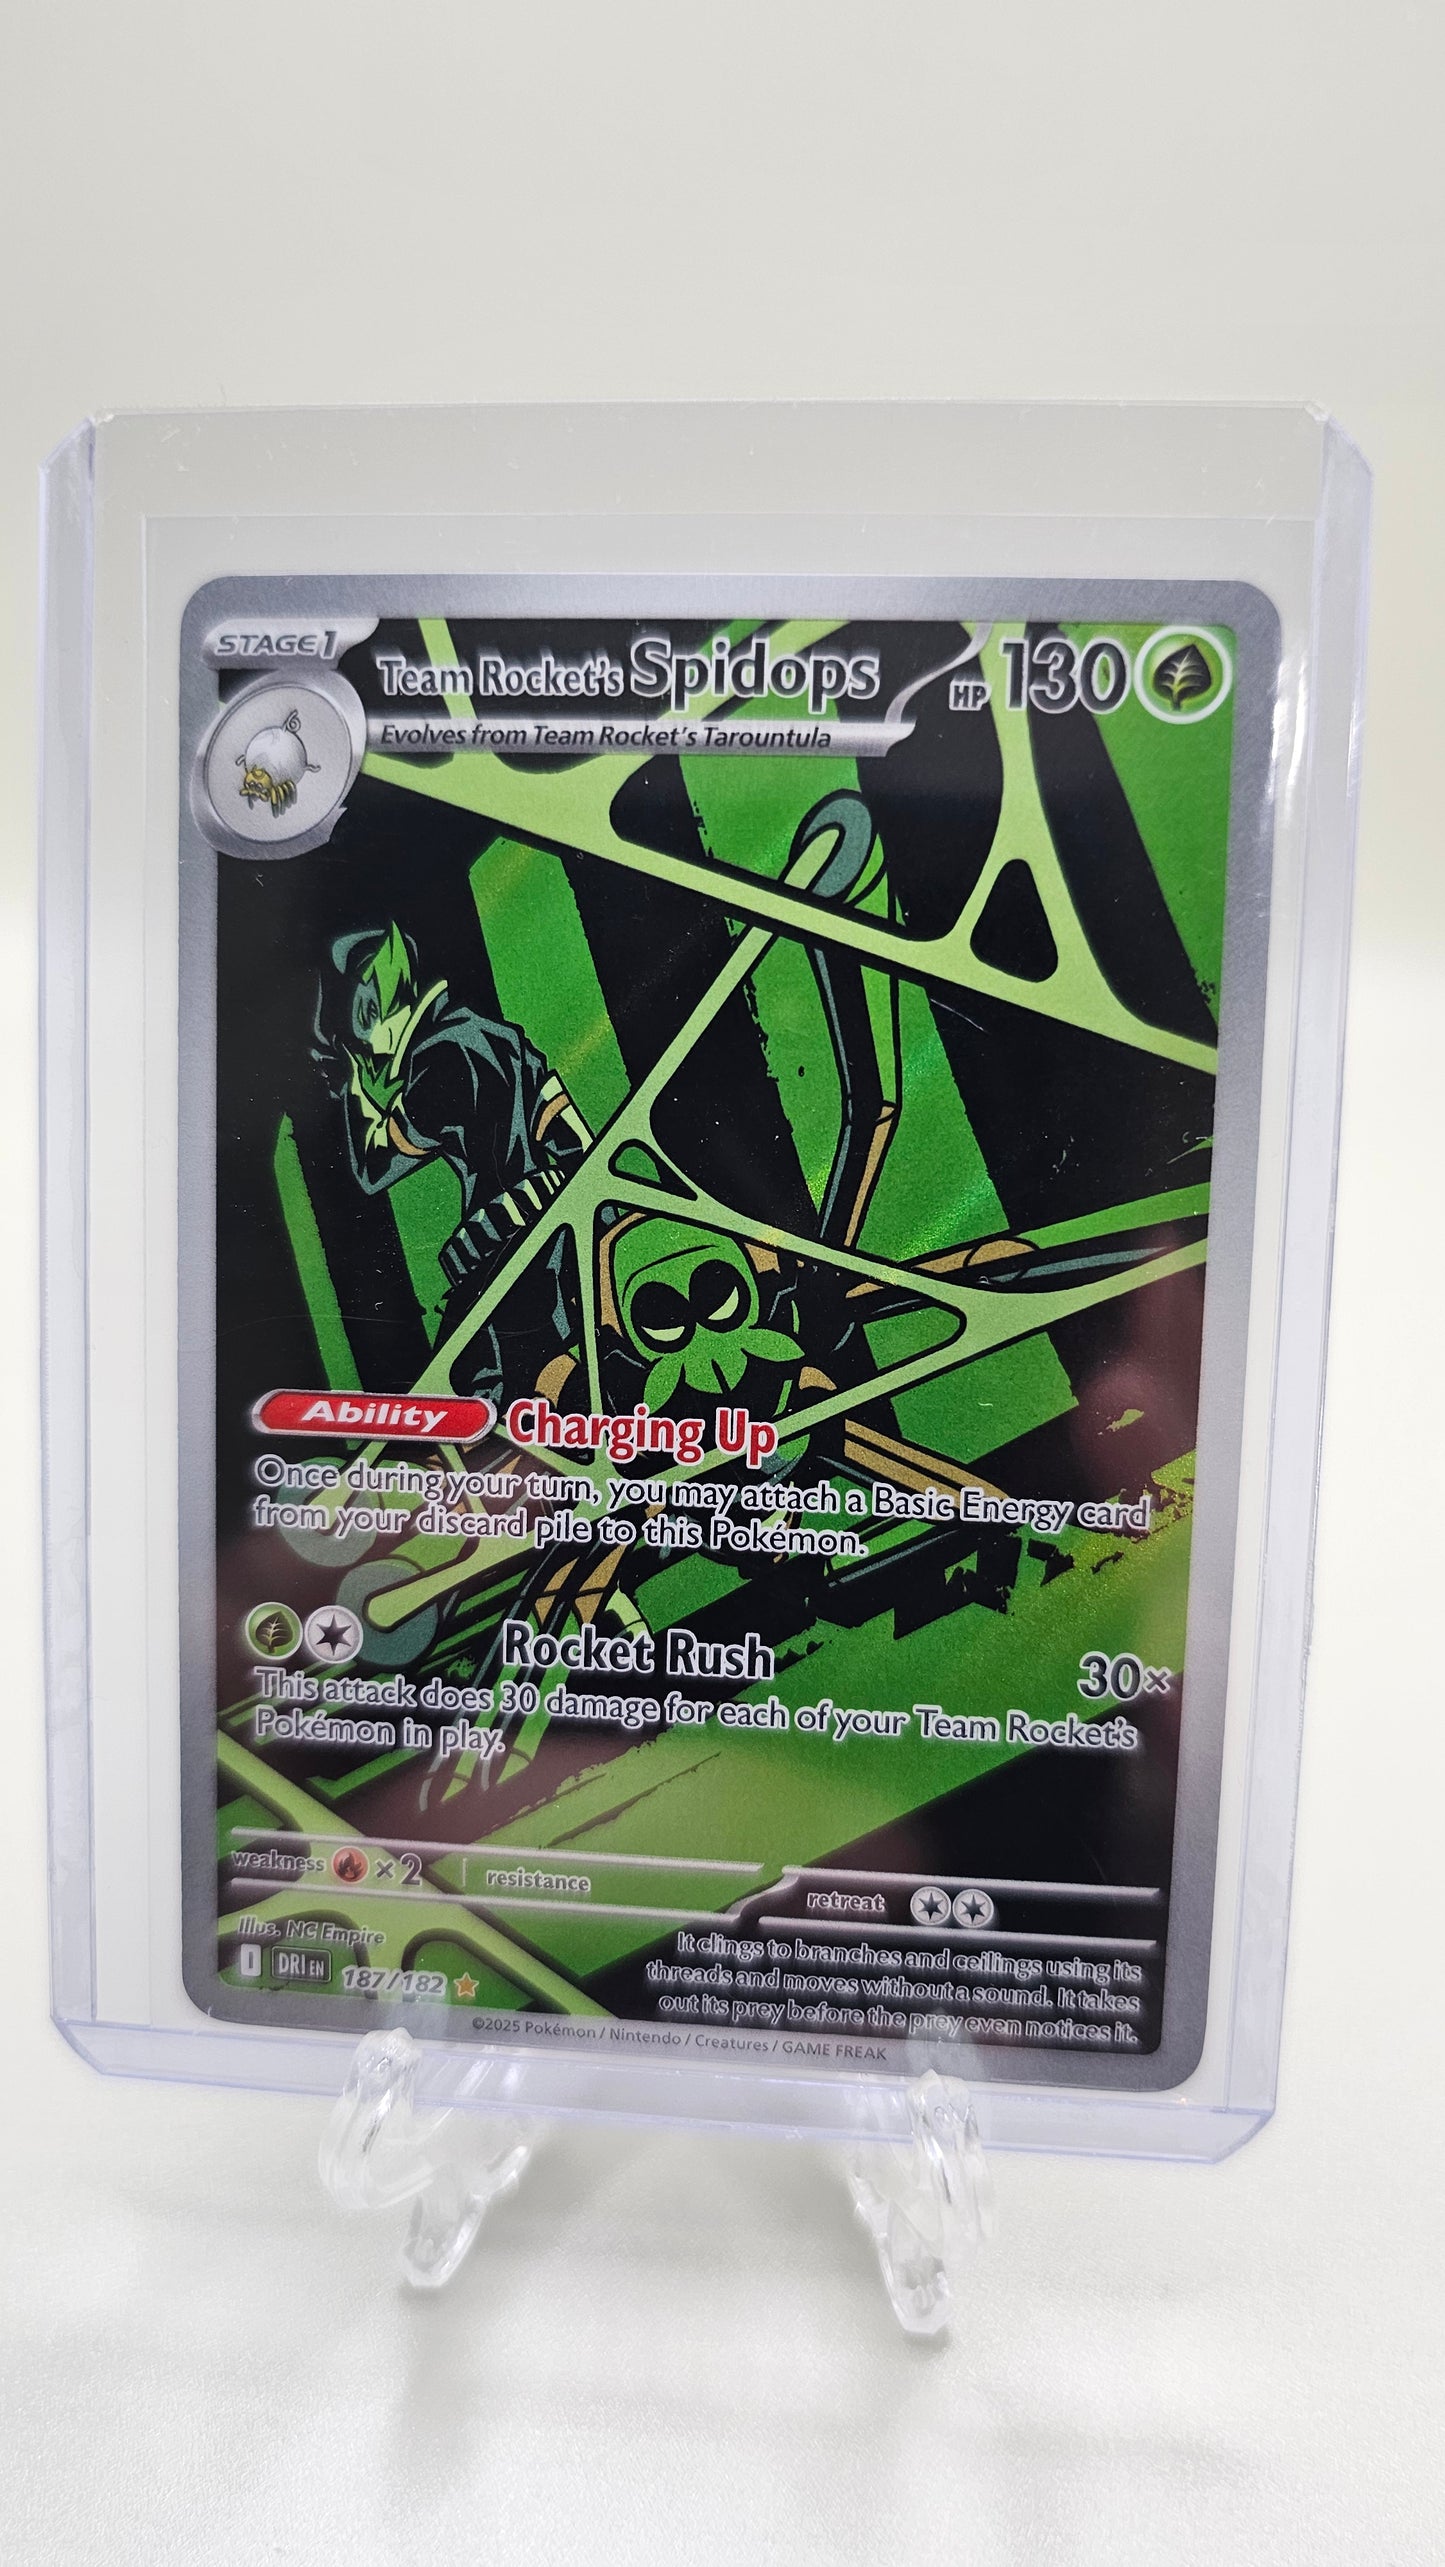 STAGE 1
Team Rocket's Spidops HP 130
Evolves from Team Rocket's Tarountula
Ability Charging Up
Once during your turn, you may attach a Basic Energy card
from your discard pile to this Pokémon.
Rocket Rush 30×
This attack does 30 damage for each of your Team Rocket's
Pokémon in play.
weakness ×2 resistance
retreat
Illus. NC Empire
I DRI EN 187/182
It clings to branches and ceilings using its
threads and moves without a sound. It takes
out its prey before the prey even notices it.
©2025 Pokémon / Nintendo / Creatures / GAME FREAK